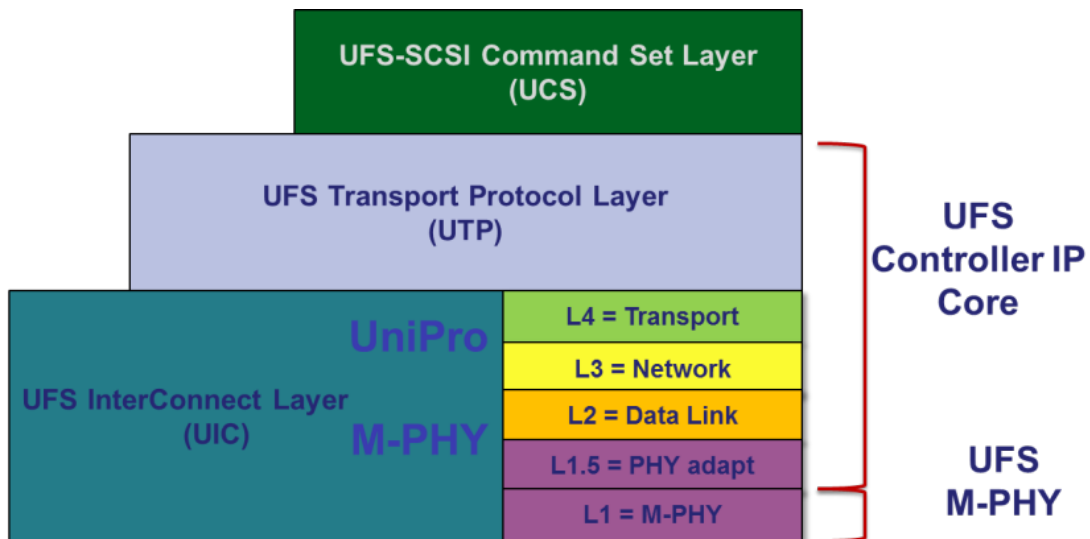 UFS-SCSI Command Set Layer
(UCS)
UFS Transport Protocol Layer
(UTP)
UFS InterConnect Layer
(UIC)
UniPro
M-PHY
L4 = Transport
L3 = Network
L2 = Data Link
L1.5 = PHY adapt
L1 = M-PHY
UFS
Controller IP
Core
UFS
M-PHY